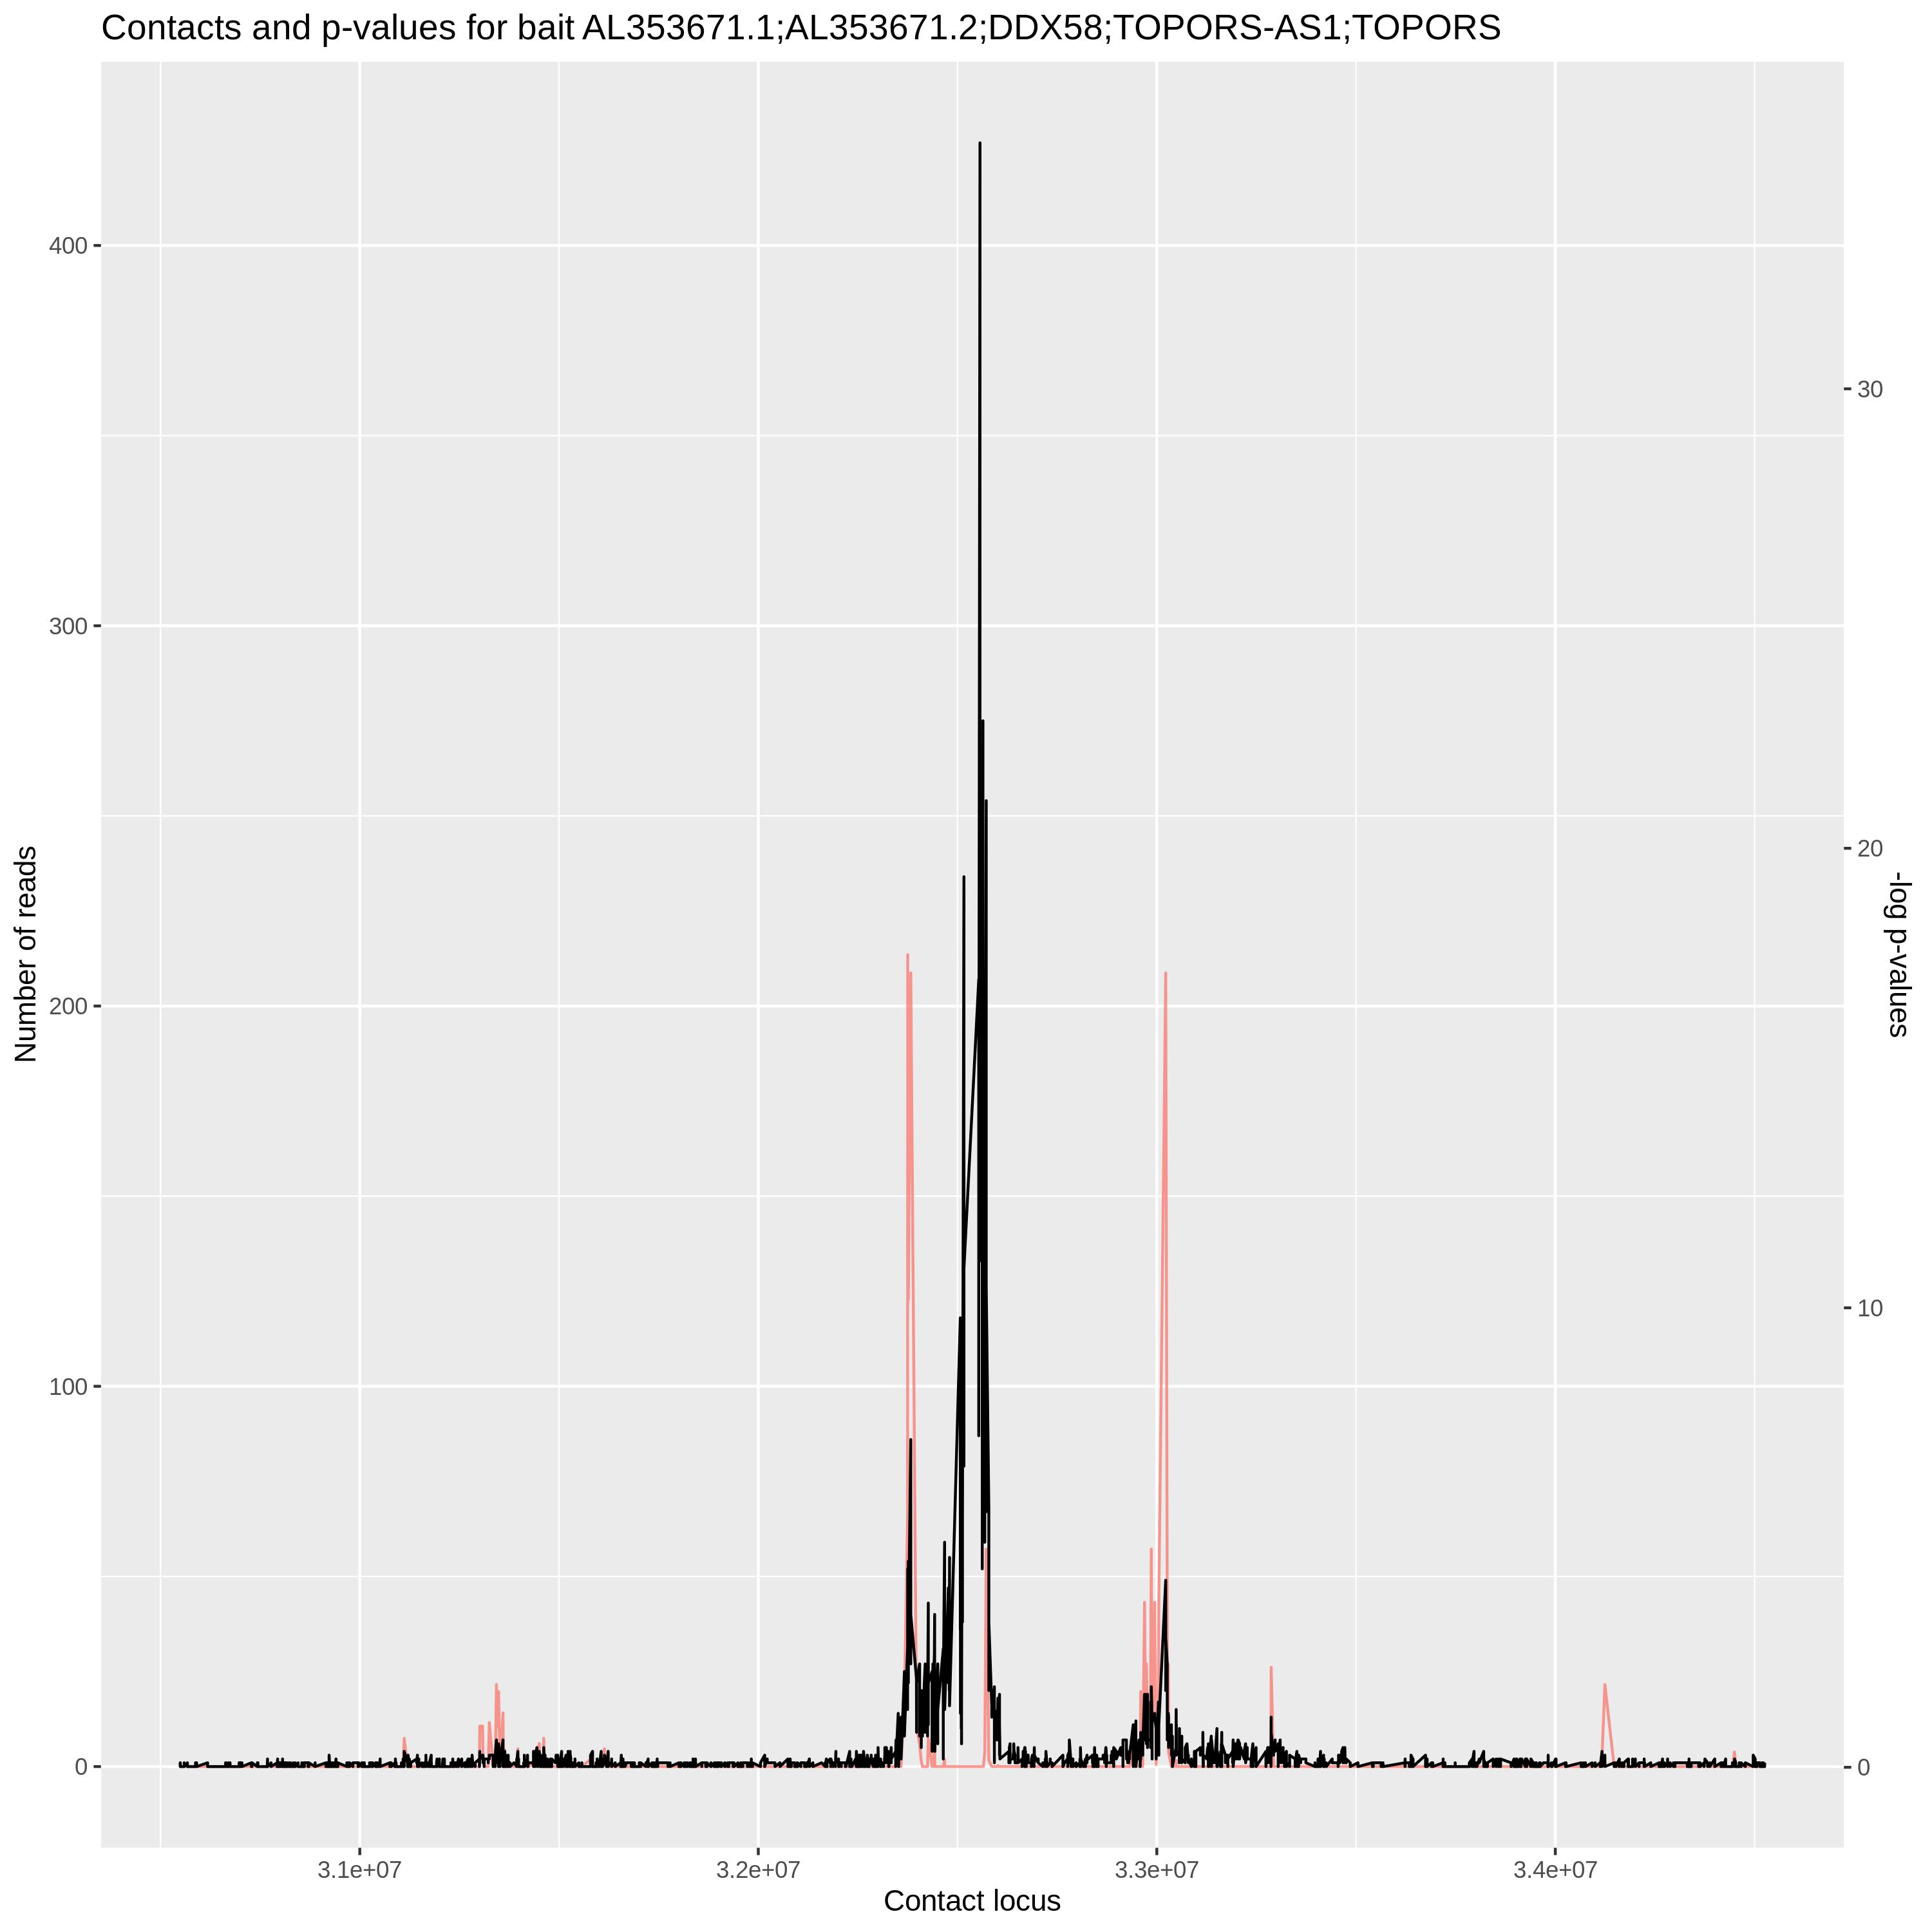 Contacts and p-values for bait AL353671.1;AL353671.2;DDX58;TOPORS-AS1;TOPORS
400
300
200
100
0
Number of reads
30
20
10
0
-log p-values
3.1e+07 3.2e+07 3.3e+07 3.4e+07
Contact locus